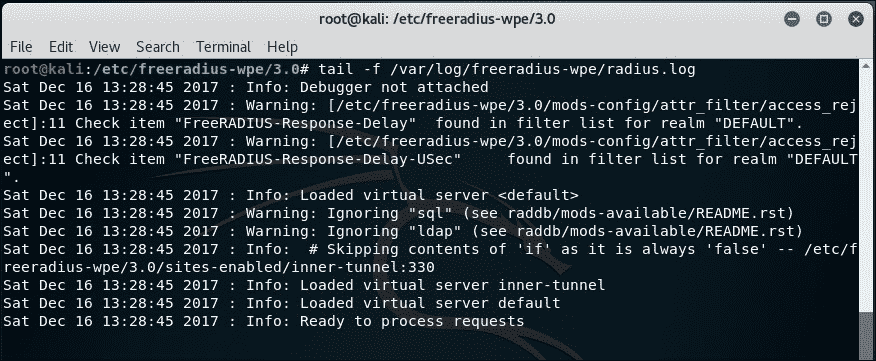 root@kali: /etc/freeradius-wpe/3.0
File Edit View Search Terminal Help
root@kali:/etc/freeradius-wpe/3.0# tail -f /var/log/freeradius-wpe/radius.log
Sat Dec 16 13:28:45 2017 : Info: Debugger not attached
Sat Dec 16 13:28:45 2017 : Warning: [/etc/freeradius-wpe/3.0/mods-config/attr_filter/access_rej
ect]:11 Check item "FreeRADIUS-Response-Delay"  found in filter list for realm "DEFAULT".
Sat Dec 16 13:28:45 2017 : Warning: [/etc/freeradius-wpe/3.0/mods-config/attr_filter/access_rej
ect]:11 Check item "FreeRADIUS-Response-Delay-USec"    found in filter list for realm "DEFAULT
".
Sat Dec 16 13:28:45 2017 : Info: Loaded virtual server <default>
Sat Dec 16 13:28:45 2017 : Warning: Ignoring "sql" (see raddb/mods-available/README.rst)
Sat Dec 16 13:28:45 2017 : Warning: Ignoring "ldap" (see raddb/mods-available/README.rst)
Sat Dec 16 13:28:45 2017 : Info:  # Skipping contents of 'if' as it is always 'false' -- /etc/f
reeradius-wpe/3.0/sites-enabled/inner-tunnel:330
Sat Dec 16 13:28:45 2017 : Info: Loaded virtual server inner-tunnel
Sat Dec 16 13:28:45 2017 : Info: Loaded virtual server default
Sat Dec 16 13:28:45 2017 : Info: Ready to process requests